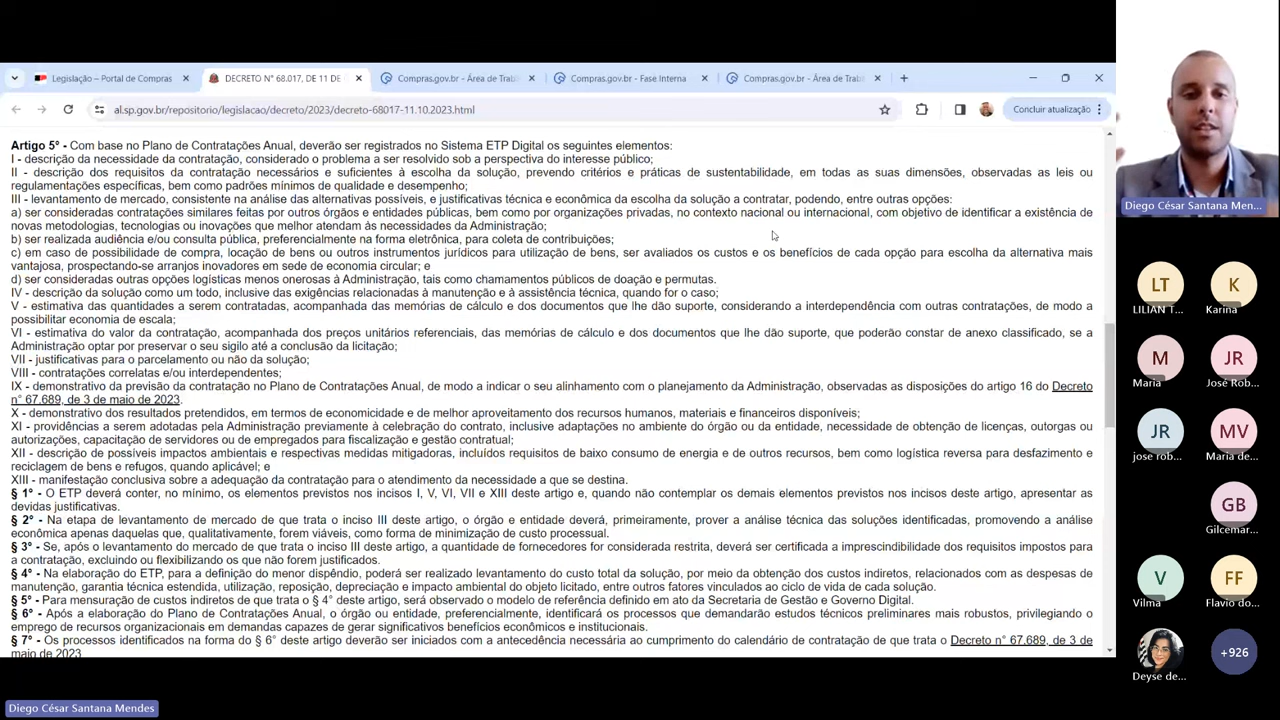 Legislação – Portal de Compras
DECRETO N° 68.017, DE 11 DE
Compras.gov.br - Área de Trab
Compras.gov.br - Fase Interna
Compras.gov.br - Área de Trab
al.sp.gov.br/repositorio/legislacao/decreto/2023/decreto-68017-11.10.2023.html
Concluir atualização
Artigo 5° - Com base no Plano de Contratações Anual, deverão ser registrados no Sistema ETP Digital os seguintes elementos:
I - descrição da necessidade da contratação, considerado o problema a ser resolvido sob a perspectiva do interesse público;
II - descrição dos requisitos da contratação necessários e suficientes à escolha da solução, prevendo critérios e práticas de sustentabilidade, em todas as suas dimensões, observadas as leis ou
regulamentações específicas, bem como padrões mínimos de qualidade e desempenho;
III - levantamento de mercado, consistente na análise das alternativas possíveis, e justificativas técnica e econômica da escolha da solução a contratar, podendo, entre outras opções:
a) ser consideradas contratações similares feitas por outros órgãos e entidades públicas, bem como por organizações privadas, no contexto nacional ou internacional, com objetivo de identificar a existência de
novas metodologias, tecnologias ou inovações que melhor atendam às necessidades da Administração;
b) ser realizada audiência e/ou consulta pública, preferencialmente na forma eletrônica, para coleta de contribuições;
c) em caso de possibilidade de compra, locação de bens ou outros instrumentos jurídicos para utilização de bens, ser avaliados os custos e os benefícios de cada opção para escolha da alternativa mais
vantajosa, prospectando-se arranjos inovadores em sede de economia circular; e
d) ser consideradas outras opções logísticas menos onerosas à Administração, tais como chamamentos públicos de doação e permutas.
IV - descrição da solução como um todo, inclusive das exigências relacionadas à manutenção e à assistência técnica, quando for o caso;
V - estimativa das quantidades a serem contratadas, acompanhada das memórias de cálculo e dos documentos que lhe dão suporte, considerando a interdependência com outras contratações, de modo a
possibilitar economia de escala;
VI - estimativa do valor da contratação, acompanhada dos preços unitários referenciais, das memórias de cálculo e dos documentos que lhe dão suporte, que poderão constar de anexo classificado, se a
Administração optar por preservar o seu sigilo até a conclusão da licitação;
VII - justificativas para o parcelamento ou não da solução;
VIII - contratações correlatas e/ou interdependentes;
IX - demonstrativo da previsão da contratação no Plano de Contratações Anual, de modo a indicar o seu alinhamento com o planejamento da Administração, observadas as disposições do artigo 16 do Decreto
n° 67.689, de 3 de maio de 2023.
X - demonstrativo dos resultados pretendidos, em termos de economicidade e de melhor aproveitamento dos recursos humanos, materiais e financeiros disponíveis;
XI - providências a serem adotadas pela Administração previamente à celebração do contrato, inclusive adaptações no ambiente do órgão ou da entidade, necessidade de obtenção de licenças, outorgas ou
autorizações, capacitação de servidores ou de empregados para fiscalização e gestão contratual;
XII - descrição de possíveis impactos ambientais e respectivas medidas mitigadoras, incluídos requisitos de baixo consumo de energia e de outros recursos, bem como logística reversa para desfazimento e
reciclagem de bens e refugos, quando aplicável; e
XIII - manifestação conclusiva sobre a adequação da contratação para o atendimento da necessidade a que se destina.
§ 1° - O ETP deverá conter, no mínimo, os elementos previstos nos incisos I, V, VI, VII e XIII deste artigo e, quando não contemplar os demais elementos previstos nos incisos deste artigo, apresentar as
devidas justificativas.
§ 2° - Na etapa de levantamento de mercado de que trata o inciso III deste artigo, o órgão e entidade deverá, primeiramente, prover a análise técnica das soluções identificadas, promovendo a análise
econômica apenas daquelas que, qualitativamente, forem viáveis, como forma de minimização de custo processual.
§ 3° - Se, após o levantamento do mercado de que trata o inciso III deste artigo, a quantidade de fornecedores for considerada restrita, deverá ser certificada a imprescindibilidade dos requisitos impostos para
a contratação, excluindo ou flexibilizando os que não forem justificados.
§ 4° - Na elaboração do ETP, para a definição do menor dispêndio, poderá ser realizado levantamento do custo total da solução, por meio da obtenção dos custos indiretos, relacionados com as despesas de
manutenção, garantia técnica estendida, utilização, reposição, depreciação e impacto ambiental do objeto licitado, entre outros fatores vinculados ao ciclo de vida de cada solução.
§ 5° - Para mensuração de custos indiretos de que trata o § 4° deste artigo, será observado o modelo de referência definido em ato da Secretaria de Gestão e Governo Digital.
§ 6° - Após a elaboração do Plano de Contratações Anual, o órgão ou entidade, preferencialmente, identificará os processos que demandarão estudos técnicos preliminares mais robustos, privilegiando o
emprego de recursos organizacionais em demandas capazes de gerar significativos benefícios econômicos e institucionais.
§ 7° - Os processos identificados na forma do § 6° deste artigo deverão ser iniciados com a antecedência necessária ao cumprimento do calendário de contratação de que trata o Decreto n° 67.689, de 3 de
maio de 2023
Diego César Santana Men...
LT
K
LILIAN T...
Karina
M
JR
Maria
José Rob...
JR
MV
jose rob...
Maria de...
GB
Gilcemar...
V
FF
Vilma
Flavio do...
+926
Deyse de...
Diego César Santana Mendes